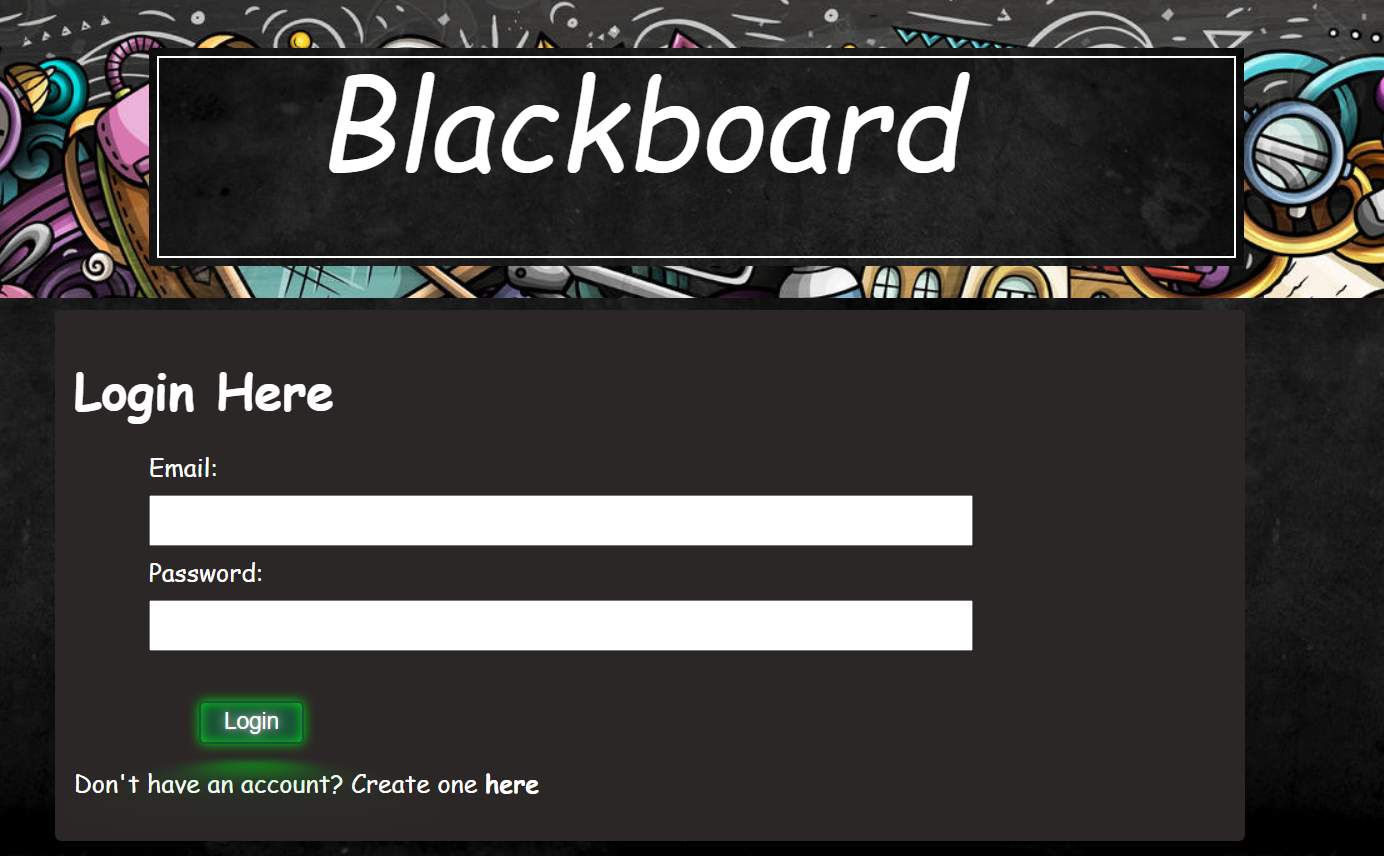 Blackboard
Login Here
Email:
Password:
Login
Don't have an account? Create one here